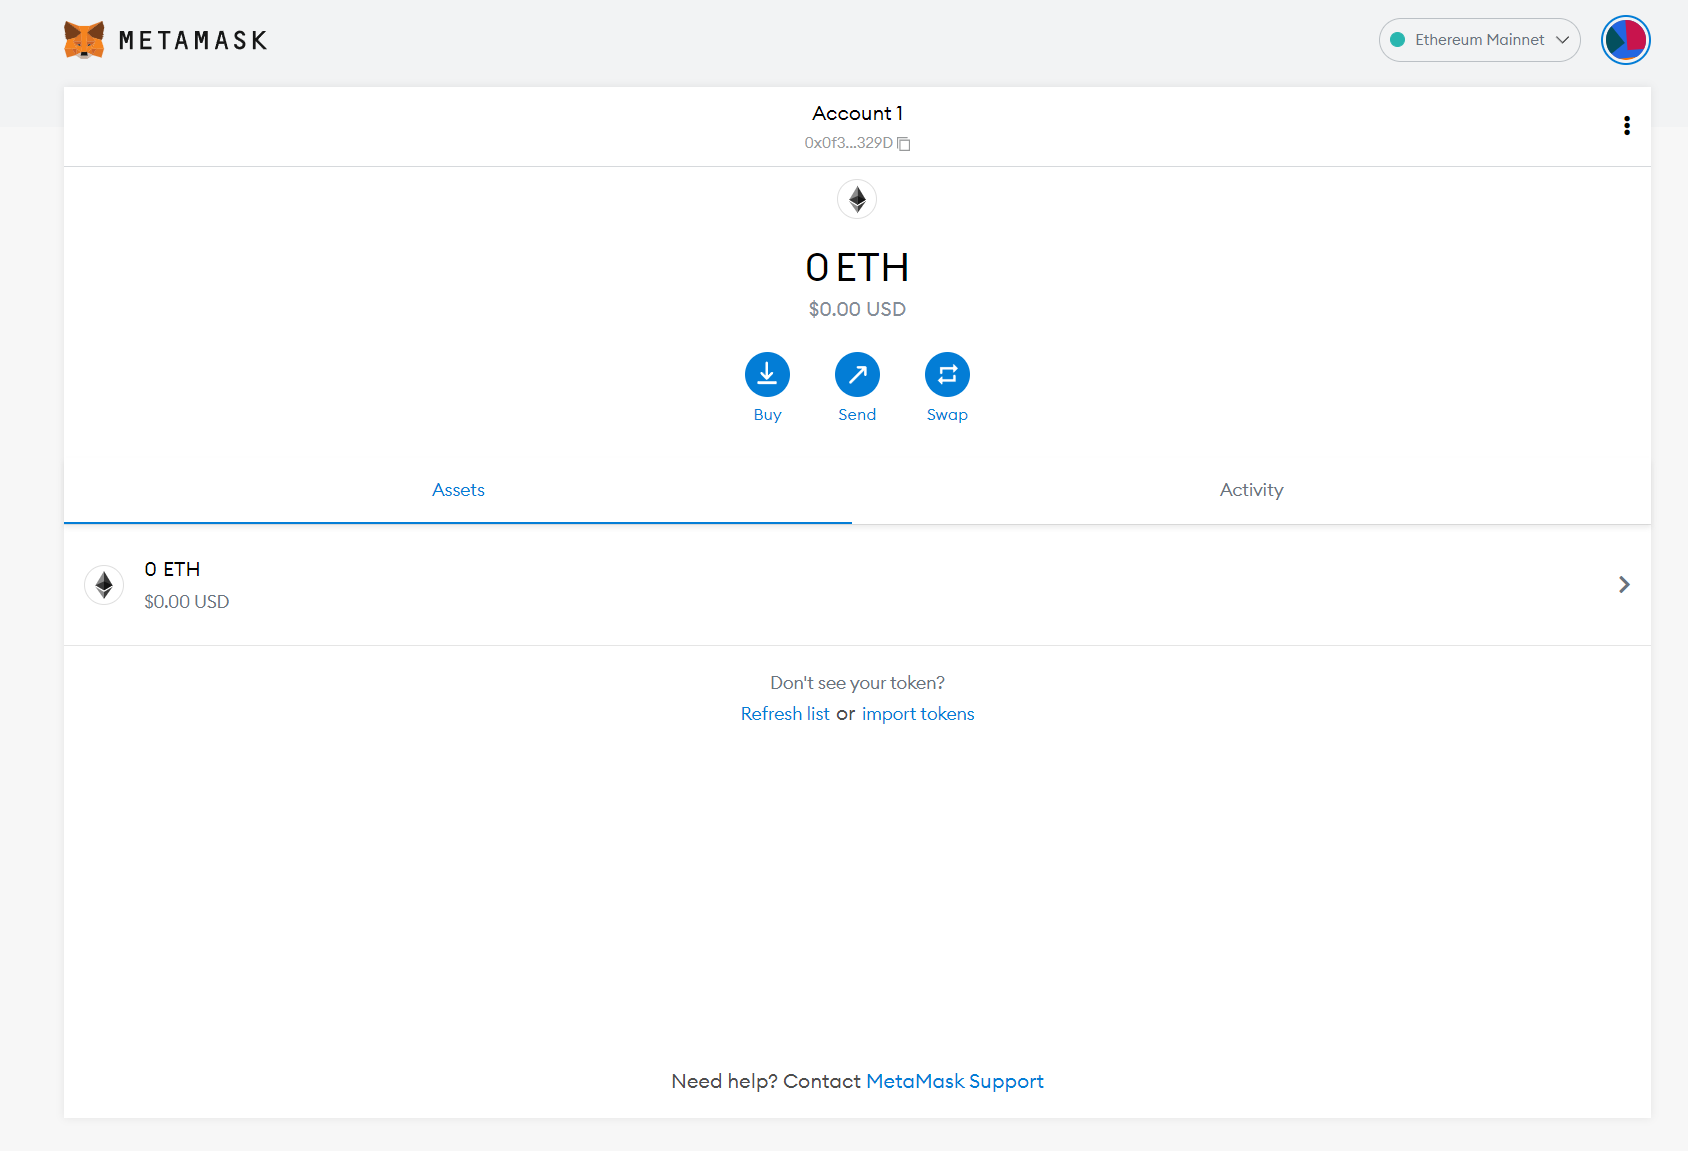 METAMASK
Ethereum Mainnet
Account 1
0x0f3...329D
0 ETH
$0.00 USD
Buy
Send
Swap
Assets
Activity
0 ETH
$0.00 USD
Don't see your token?
Refresh list or import tokens
Need help? Contact MetaMask Support